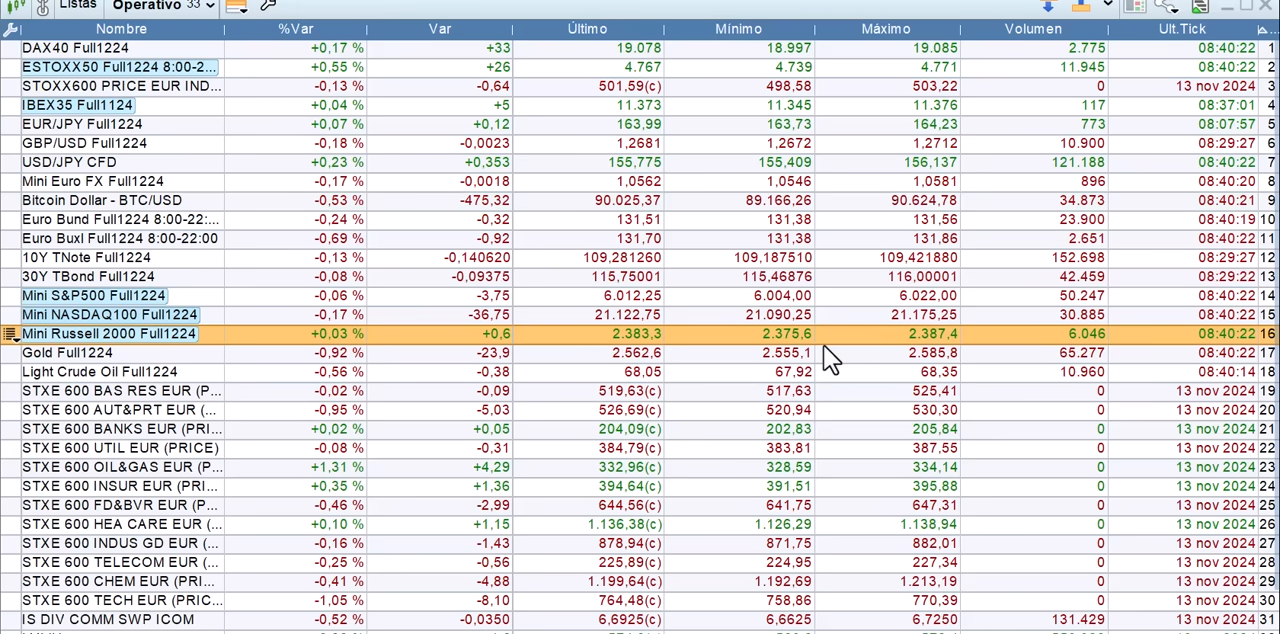 Listas Operativo 33
Nombre %Var Var Último Mínimo Máximo Volumen Ult.Tick
DAX40 Full1224 +0,17 % +33 19.078 18.997 19.085 2.775 08:40:22 1
ESTOXX50 Full1224 8:00-2... +0,55 % +26 4.767 4.739 4.771 11.945 08:40:22 2
STOXX600 PRICE EUR IND... -0,13 % -0,64 501,59(c) 498,58 503,22 0 13 nov 2024 3
IBEX35 Full1124 +0,04 % +5 11.373 11.345 11.376 117 08:37:01 4
EUR/JPY Full1224 +0,07 % +0,12 163,99 163,73 164,23 773 08:07:57 5
GBP/USD Full1224 -0,18 % -0,0023 1,2681 1,2672 1,2712 10.900 08:29:27 6
USD/JPY CFD +0,23 % +0,353 155,775 155,409 156,137 121.188 08:40:22 7
Mini Euro FX Full1224 -0,17 % -0,0018 1,0562 1,0546 1,0581 896 08:40:20 8
Bitcoin Dollar - BTC/USD -0,53 % -475,32 90.025,37 89.166,26 90.624,78 34.873 08:40:21 9
Euro Bund Full1224 8:00-22:... -0,24 % -0,32 131,51 131,38 131,56 23.900 08:40:19 10
Euro Buxl Full1224 8:00-22:00 -0,69 % -0,92 131,70 131,38 131,86 2.651 08:40:22 11
10Y TNote Full1224 -0,13 % -0,140620 109,281260 109,187510 109,421880 152.698 08:29:27 12
30Y TBond Full1224 -0,08 % -0,09375 115,75001 115,46876 116,00001 42.459 08:29:22 13
Mini S&P500 Full1224 -0,06 % -3,75 6.012,25 6.004,00 6.022,00 50.247 08:40:22 14
Mini NASDAQ100 Full1224 -0,17 % -36,75 21.122,75 21.090,25 21.175,25 30.885 08:40:22 15
Mini Russell 2000 Full1224 +0,03 % +0,6 2.383,3 2.375,6 2.387,4 6.046 08:40:22 16
Gold Full1224 -0,92 % -23,9 2.562,6 2.555,1 2.585,8 65.277 08:40:22 17
Light Crude Oil Full1224 -0,56 % -0,38 68,05 67,92 68,35 10.960 08:40:14 18
STXE 600 BAS RES EUR (P... -0,02 % -0,09 519,63(c) 517,63 525,41 0 13 nov 2024 19
STXE 600 AUT&PRT EUR (... -0,95 % -5,03 526,69(c) 520,94 530,30 0 13 nov 2024 20
STXE 600 BANKS EUR (PRI... +0,02 % +0,05 204,09(c) 202,83 205,84 0 13 nov 2024 21
STXE 600 UTIL EUR (PRICE) -0,08 % -0,31 384,79(c) 383,81 387,55 0 13 nov 2024 22
STXE 600 OIL&GAS EUR (P... +1,31 % +4,29 332,96(c) 328,59 334,14 0 13 nov 2024 23
STXE 600 INSUR EUR (PRI... +0,35 % +1,36 394,64(c) 391,51 395,88 0 13 nov 2024 24
STXE 600 FD&BVR EUR (P... -0,46 % -2,99 644,56(c) 641,75 647,31 0 13 nov 2024 25
STXE 600 HEA CARE EUR (... +0,10 % +1,15 1.136,38(c) 1.126,29 1.138,94 0 13 nov 2024 26
STXE 600 INDUS GD EUR (... -0,16 % -1,43 878,94(c) 871,75 882,01 0 13 nov 2024 27
STXE 600 TELECOM EUR (... -0,25 % -0,56 225,89(c) 224,95 227,34 0 13 nov 2024 28
STXE 600 CHEM EUR (PRI... -0,41 % -4,88 1.199,64(c) 1.192,69 1.213,19 0 13 nov 2024 29
STXE 600 TECH EUR (PRIC... -1,05 % -8,10 764,48(c) 758,86 770,39 0 13 nov 2024 30
IS DIV COMM SWP ICOM -0,52 % -0,0350 6,6925(c) 6,6625 6,7250 131.429 13 nov 2024 31